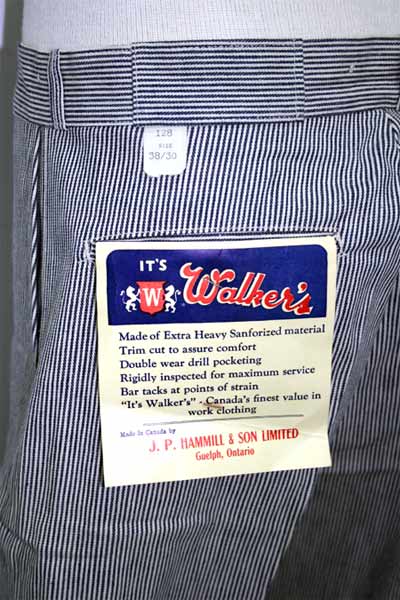 128
SIZE
38/30
IT'S
W
Walker's
Made of Extra Heavy Sanforized material
Trim cut to assure comfort
Double wear drill pocketing
Rigidly inspected for maximum service
Bar tacks at points of strain
"It's Walker's" - Canada's finest value in
work clothing
Made in Canada by
J. P. HAMMILL & SON LIMITED
Guelph, Ontario